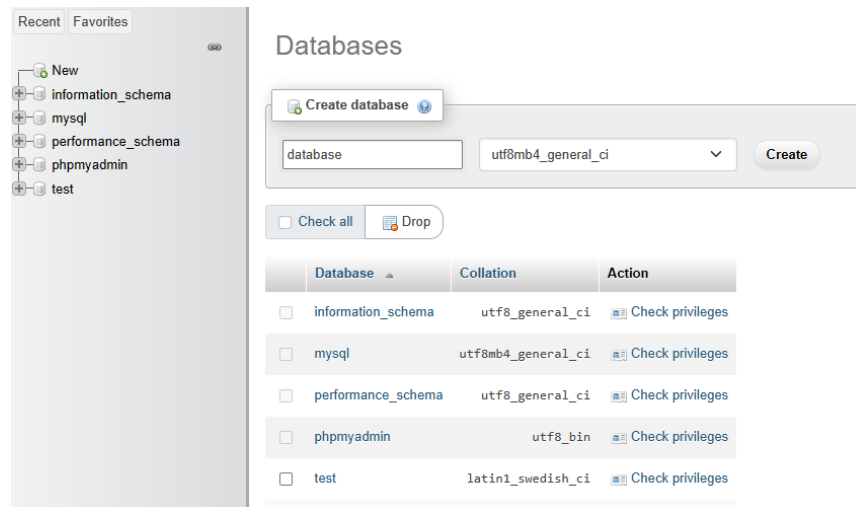 Recent Favorites
New
information_schema
mysql
performance_schema
phpmyadmin
test
Databases
Create database
database utf8mb4_general_ci Create
Check all Drop
Database Collation Action
information_schema utf8_general_ci Check privileges
mysql utf8mb4_general_ci Check privileges
performance_schema utf8_general_ci Check privileges
phpmyadmin utf8_bin Check privileges
test latin1_swedish_ci Check privileges